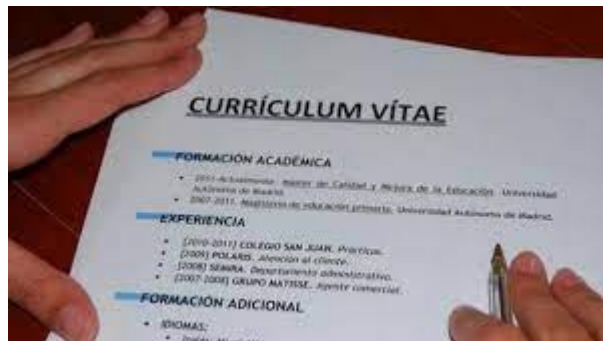 CURRÍCULUM VÍTAE
FORMACIÓN ACADÉMICA
• 2011-Actualmente. Máster de Calidad y Mejora de la Educación. Universidad
Autónoma de Madrid.
• 2007-2011. Magisterio de educación primaria. Universidad Autónoma de Madrid.
EXPERIENCIA
• [2010-2011] COLEGIO SAN JUAN. Prácticas.
• [2009] POLARIS. Atención al cliente.
• [2008] SEMIRA. Departamento administrativo.
• [2007-2008] GRUPO MATISSE. Agente comercial.
FORMACIÓN ADICIONAL
• IDIOMAS: